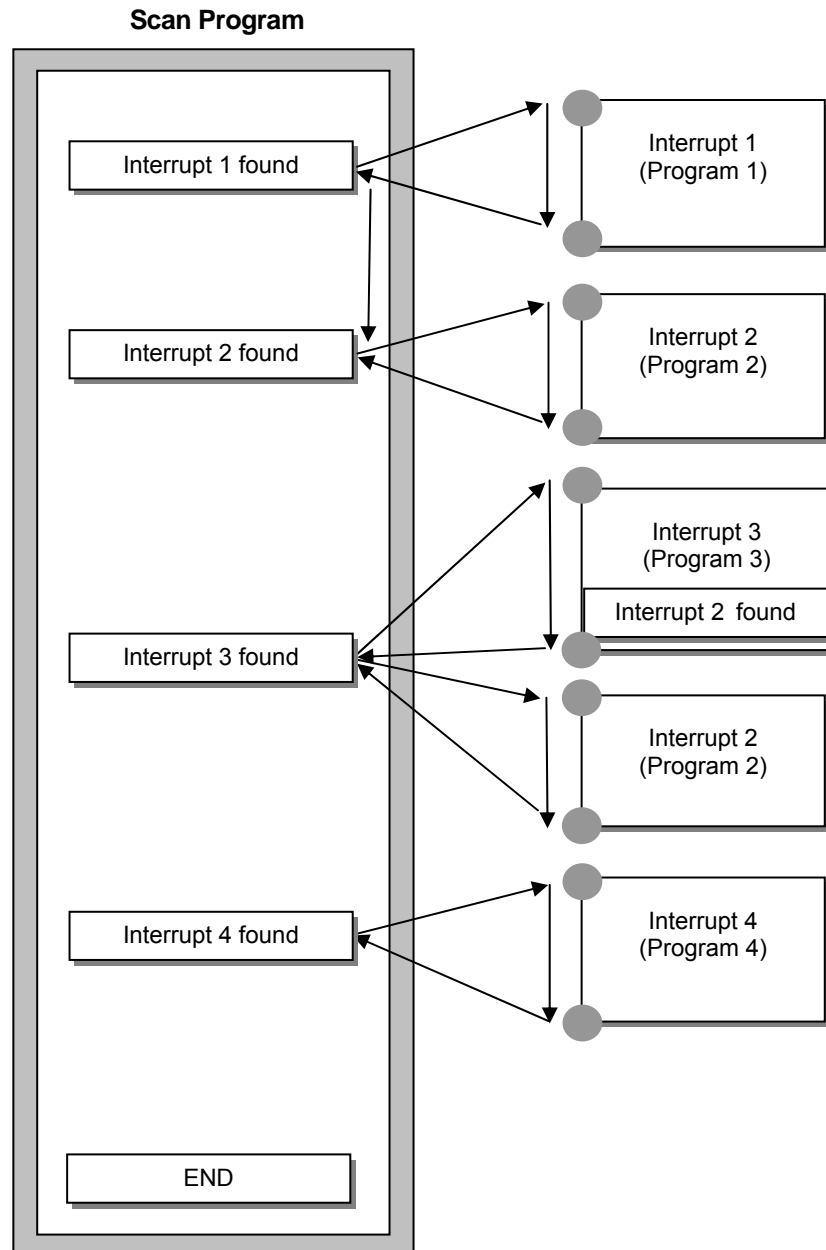 Scan Program
Interrupt 1 found
Interrupt 1
(Program 1)
Interrupt 2 found
Interrupt 2
(Program 2)
Interrupt 3
(Program 3)
Interrupt 2 found
Interrupt 3 found
Interrupt 2
(Program 2)
Interrupt 4 found
Interrupt 4
(Program 4)
END